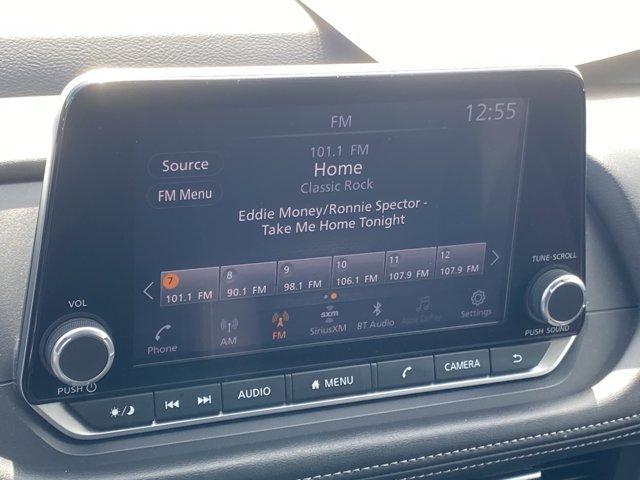 FM
12:55
Source
FM Menu
101.1 FM
Home
Classic Rock
Eddie Money/Ronnie Spector -
Take Me Home Tonight
7 8 9 10 11 12
101.1 FM 90.1 FM 98.1 FM 106.1 FM 107.9 FM 107.9 FM
Phone AM FM SiriusXM BT Audio Apple CarPlay Settings
sxm
VOL
PUSH
TUNE·SCROLL
PUSH SOUND
AUDIO MENU CAMERA